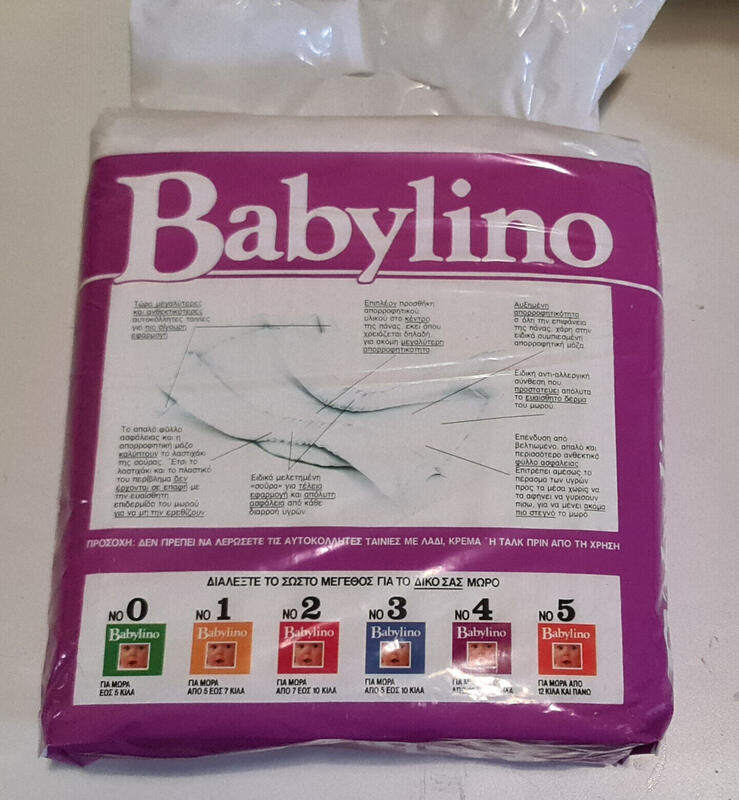 Babylino
Τώρα μεγαλύτερες
και ανθεκτικότερες
αυτοκόλλητες ταινίες
για πιο σίγουρη
εφαρμογή
Επιπλέον προσθήκη
απορροφητικού
υλικού στο κέντρο
της πάνας, εκεί όπου
χρειάζεται δηλαδή
για ακόμη μεγαλύτερη
απορροφητικότητα
Αυξημένη
απορροφητικότητα
σ' όλη την επιφάνεια
της πάνας, χάρη στην
ειδικά συμπιεσμένη
απορροφητική μάζα.
Ειδική αντι-αλλεργική
σύνθεση που
προστατεύει απόλυτα
το ευαίσθητο δέρμα
του μωρού.
Το απαλό φύλλο
ασφάλειας και η
απορροφητική μάζα
καλύπτουν το λαστιχάκι
της σούρας. Έτσι το
λαστιχάκι και το πλαστικό
του περίβλημα δεν
έρχονται σε επαφή με
την ευαίσθητη
επιδερμίδα του μωρού
για να μη την ερεθίζουν
Ειδικά μελετημένη
«σούρα» για τέλεια
εφαρμογή και απόλυτη
ασφάλεια από κάθε
διαρροή υγρών.
Επένδυση από
βελτιωμένο, απαλό και
περισσότερο ανθεκτικό
φύλλο ασφαλείας.
Επιτρέπει αμέσως το
πέρασμα των υγρών
προς τα μέσα χωρίς να
τα αφήνει να γυρίσουν
πίσω, για να μένει ακόμα
πιο στεγνό το μωρό.
ΠΡΟΣΟΧΗ: ΔΕΝ ΠΡΕΠΕΙ ΝΑ ΛΕΡΩΣΕΤΕ ΤΙΣ ΑΥΤΟΚΟΛΛΗΤΕΣ ΤΑΙΝΙΕΣ ΜΕ ΛΑΔΙ, ΚΡΕΜΑ Ή ΤΑΛΚ ΠΡΙΝ ΑΠΟ ΤΗ ΧΡΗΣΗ
ΔΙΑΛΕΞΤΕ ΤΟ ΣΩΣΤΟ ΜΕΓΕΘΟΣ ΓΙΑ ΤΟ ΔΙΚΟ ΣΑΣ ΜΩΡΟ
ΝΟ 0
Babylino
ΓΙΑ ΜΩΡΑ
ΕΩΣ 5 ΚΙΛΑ
ΝΟ 1
Babylino
ΓΙΑ ΜΩΡΑ
ΑΠΟ 5 ΕΩΣ 7 ΚΙΛΑ
ΝΟ 2
Babylino
ΓΙΑ ΜΩΡΑ
ΑΠΟ 7 ΕΩΣ 10 ΚΙΛΑ
ΝΟ 3
Babylino
ΓΙΑ ΜΩΡΑ
ΑΠΟ 5 ΕΩΣ 10 ΚΙΛΑ
ΝΟ 4
Babylino
ΓΙΑ
ΚΙΛΑ
ΝΟ 5
Babylino
ΓΙΑ ΜΩΡΑ ΑΠΟ
12 ΚΙΛΑ ΚΑΙ ΠΑΝΩ